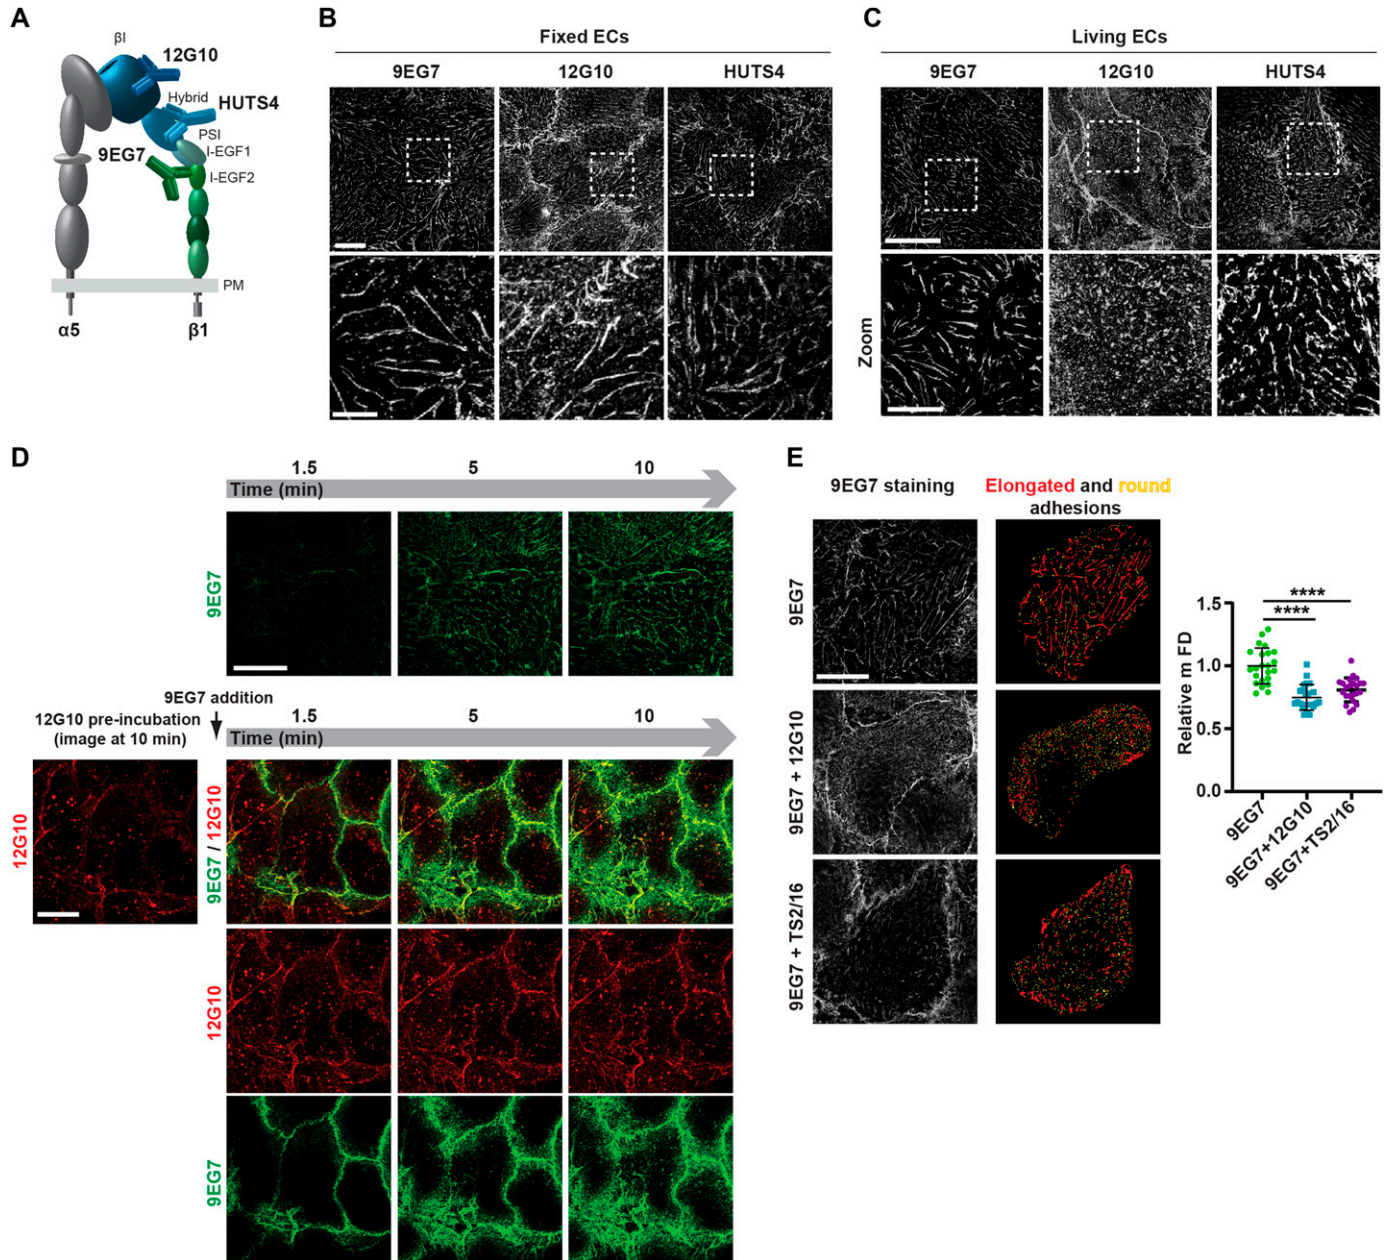 A
βI
12G10
Hybrid
HUTS4
PSI
I-EGF1
9EG7
I-EGF2
PM
α5
β1
B
Fixed ECs
9EG7
12G10
HUTS4
C
Living ECs
9EG7
12G10
HUTS4
Zoom
D
1.5
5
10
Time (min)
9EG7
9EG7 addition
12G10 pre-incubation
(image at 10 min)
1.5
5
10
Time (min)
12G10
9EG7 / 12G10
12G10
9EG7
E
9EG7 staining
Elongated and round
adhesions
9EG7
9EG7 + 12G10
9EG7 + TS2/16
Relative m FD
1.5
1.0
0.5
0.0
****
****
9EG7
9EG7+12G10
9EG7+TS2/16